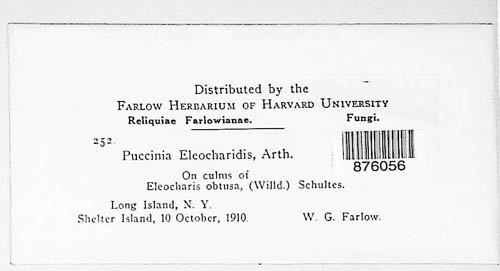 Distributed by the
FARLOW HERBARIUM OF HARVARD UNIVERSITY
Reliquiae Farlowianae. Fungi.
252.
Puccinia Eleocharidis, Arth.
876056
On culms of
Eleocharis obtusa, (Willd.) Schultes.
Long Island, N. Y.
Shelter Island, 10 October, 1910. W. G. Farlow.